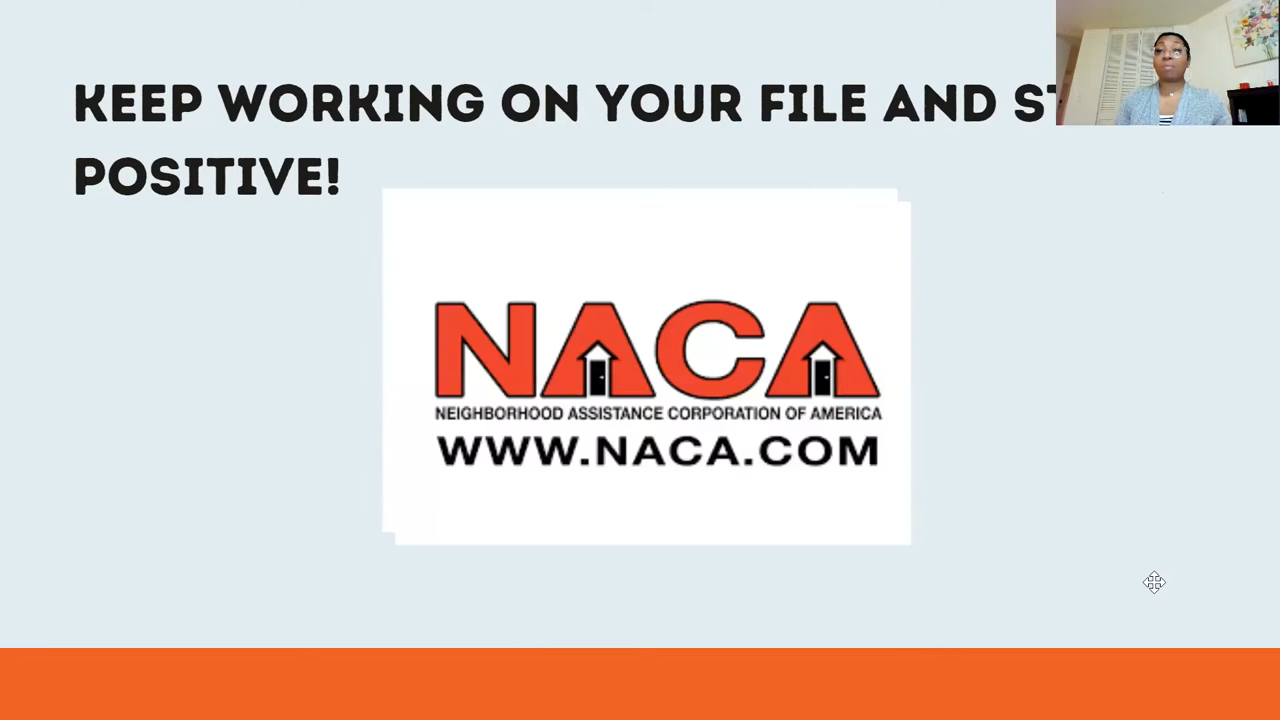 KEEP WORKING ON YOUR FILE AND
POSITIVE!
NACA
NEIGHBORHOOD ASSISTANCE CORPORATION OF AMERICA
WWW.NACA.COM